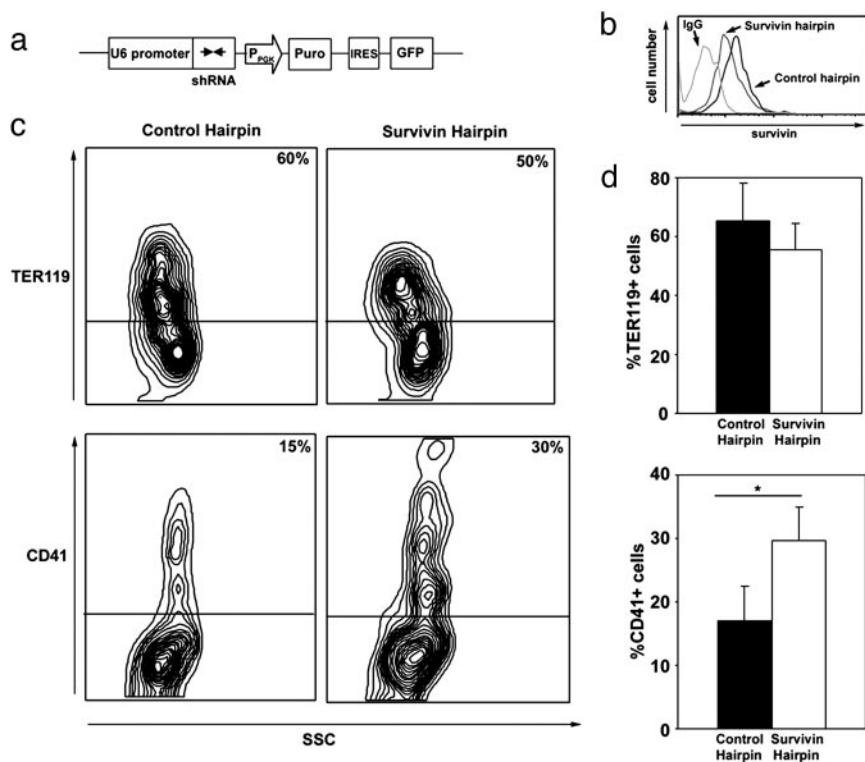 a
U6 promoter
P PGK
Puro
IRES
GFP
shRNA
b
IgG
Survivin hairpin
Control hairpin
cell number
survivin
c
Control Hairpin
Survivin Hairpin
60%
50%
TER119
15%
30%
CD41
SSC
d
80
60
40
20
0
%TER119+ cells
Control Survivin
Hairpin Hairpin
40
30
20
10
0
*
%CD41+ cells
Control Survivin
Hairpin Hairpin